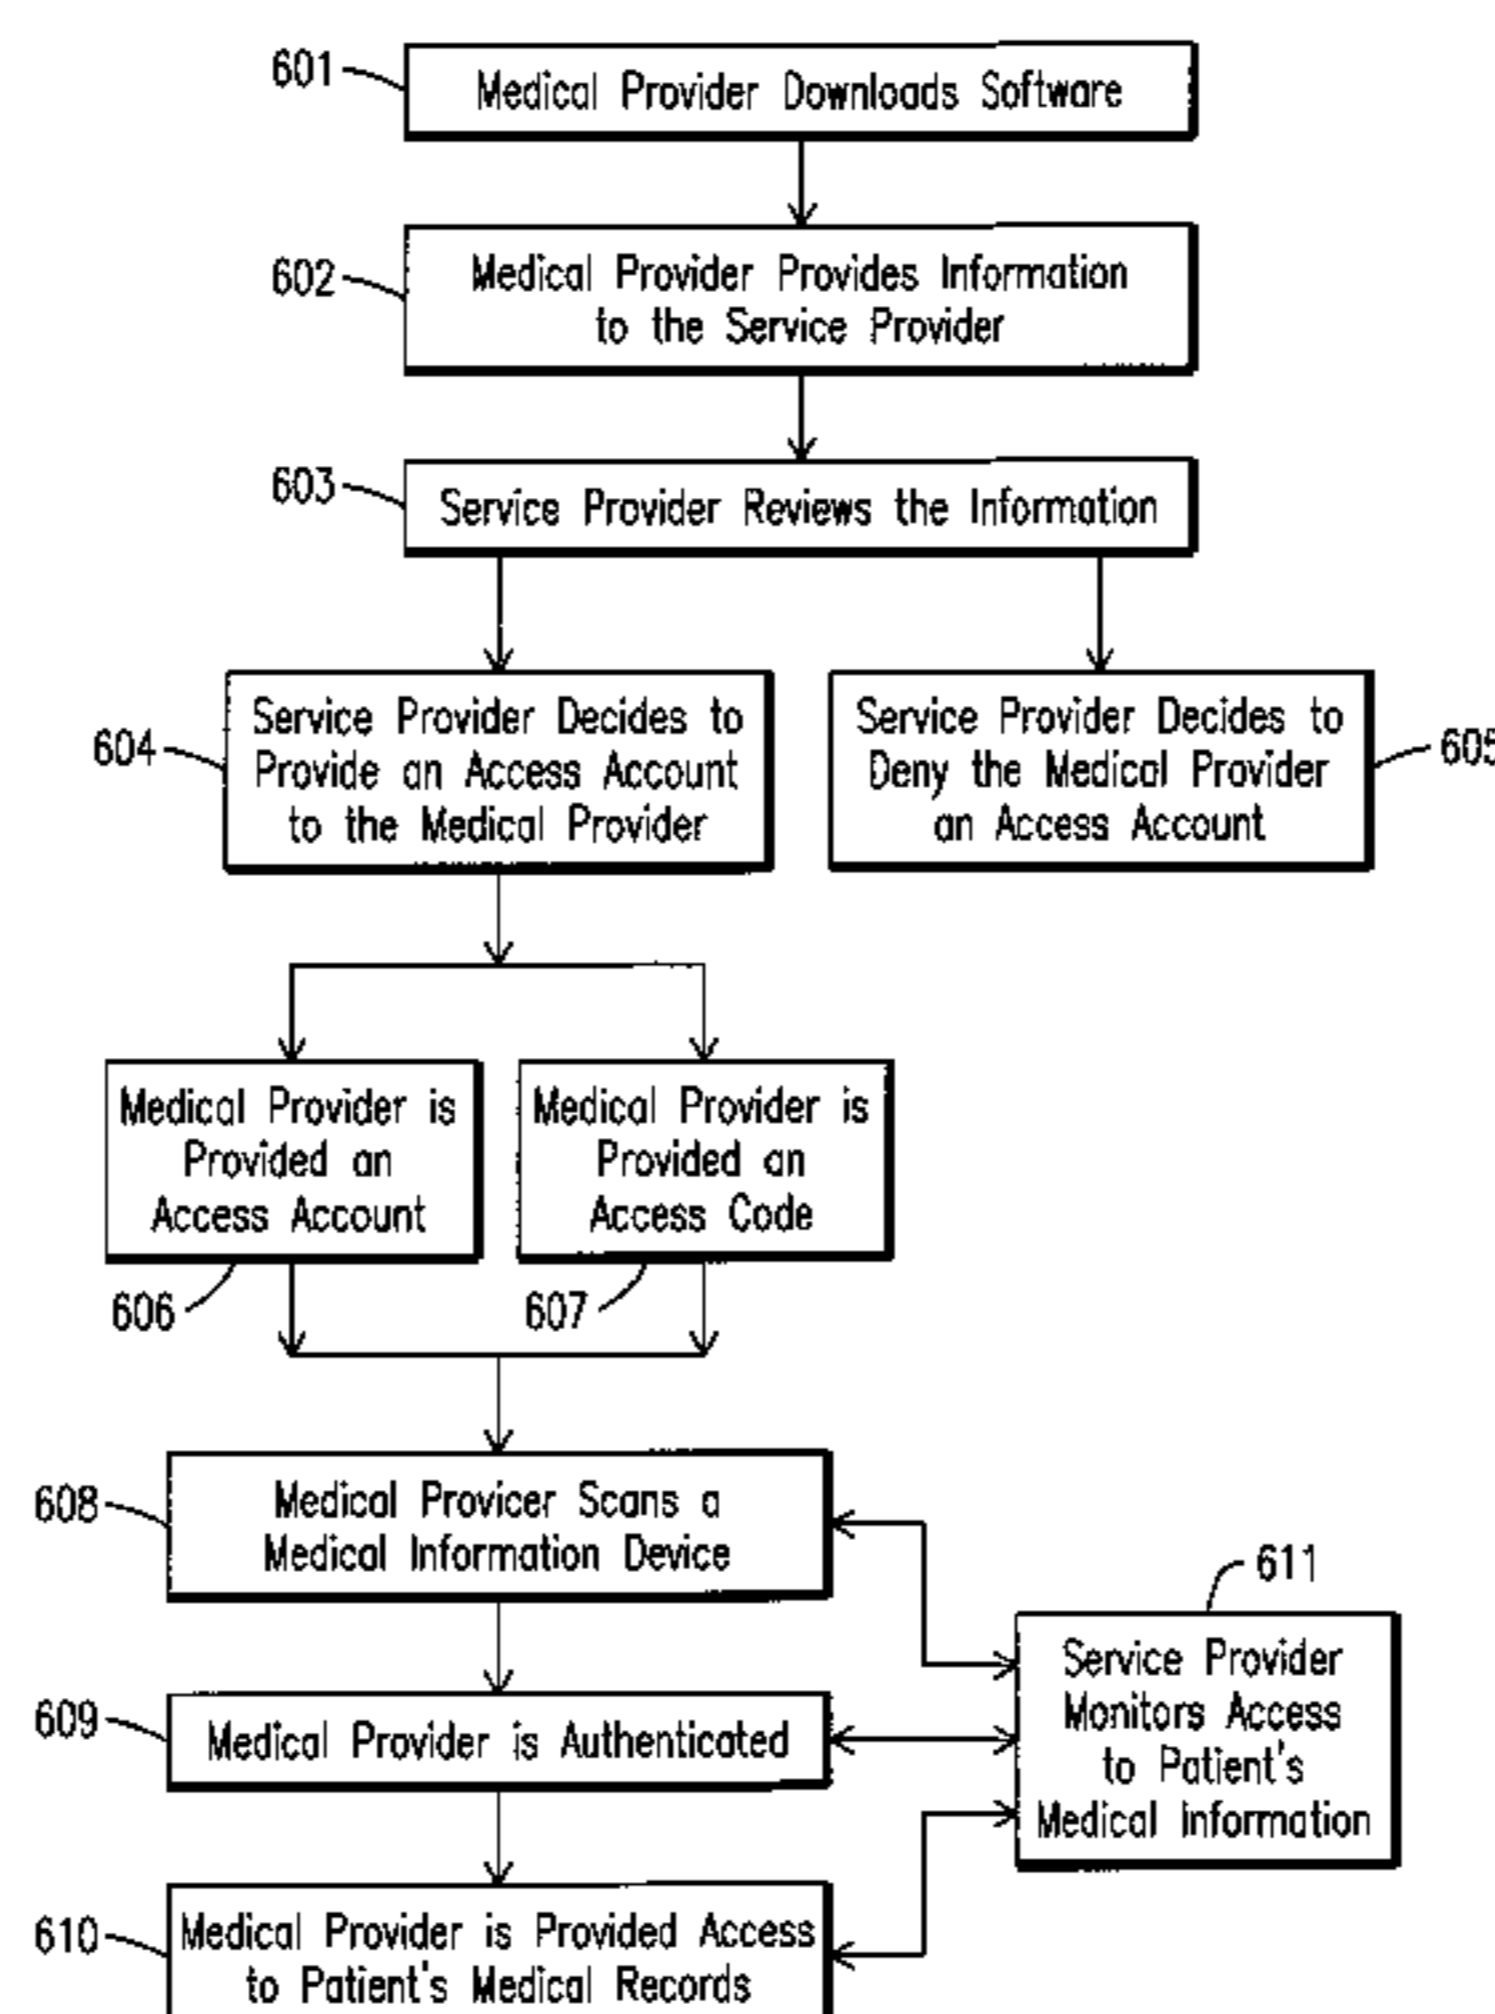 601
Medical Provider Downloads Software
602
Medical Provider Provides Information
to the Service Provider
603
Service Provider Reviews the Information
604
Service Provider Decides to
Provide an Access Account
to the Medical Provider
Service Provider Decides to
Deny the Medical Provider
an Access Account
605
Medical Provider is
Provided an
Access Account
606
Medical Provider is
Provided an
Access Code
607
608
Medical Provicer Scans a
Medical Information Device
609
Medical Provider is Authenticated
610
Medical Provider is Provided Access
to Patient's Medical Records
611
Service Provider
Monitors Access
to Patient's
Medical Information